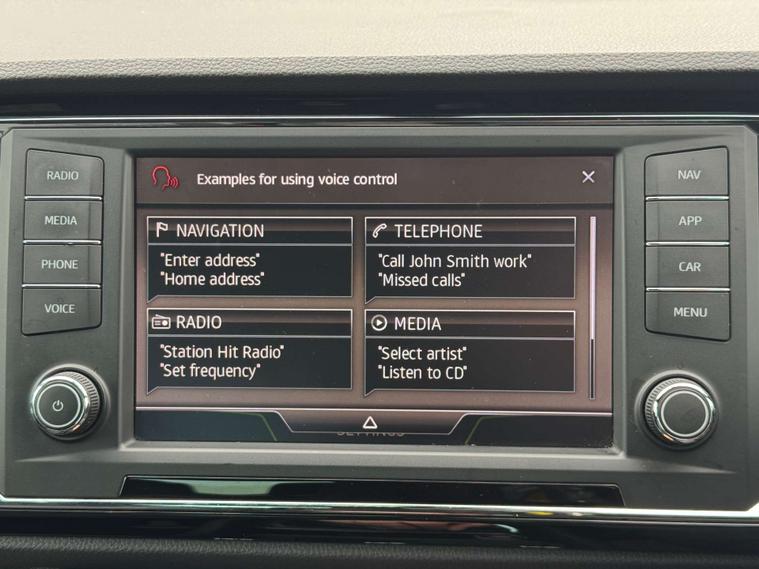 RADIO
MEDIA
PHONE
VOICE
Examples for using voice control
NAVIGATION
"Enter address"
"Home address"
TELEPHONE
"Call John Smith work"
"Missed calls"
RADIO
"Station Hit Radio"
"Set frequency"
MEDIA
"Select artist"
"Listen to CD"
SETTINGS
NAV
APP
CAR
MENU